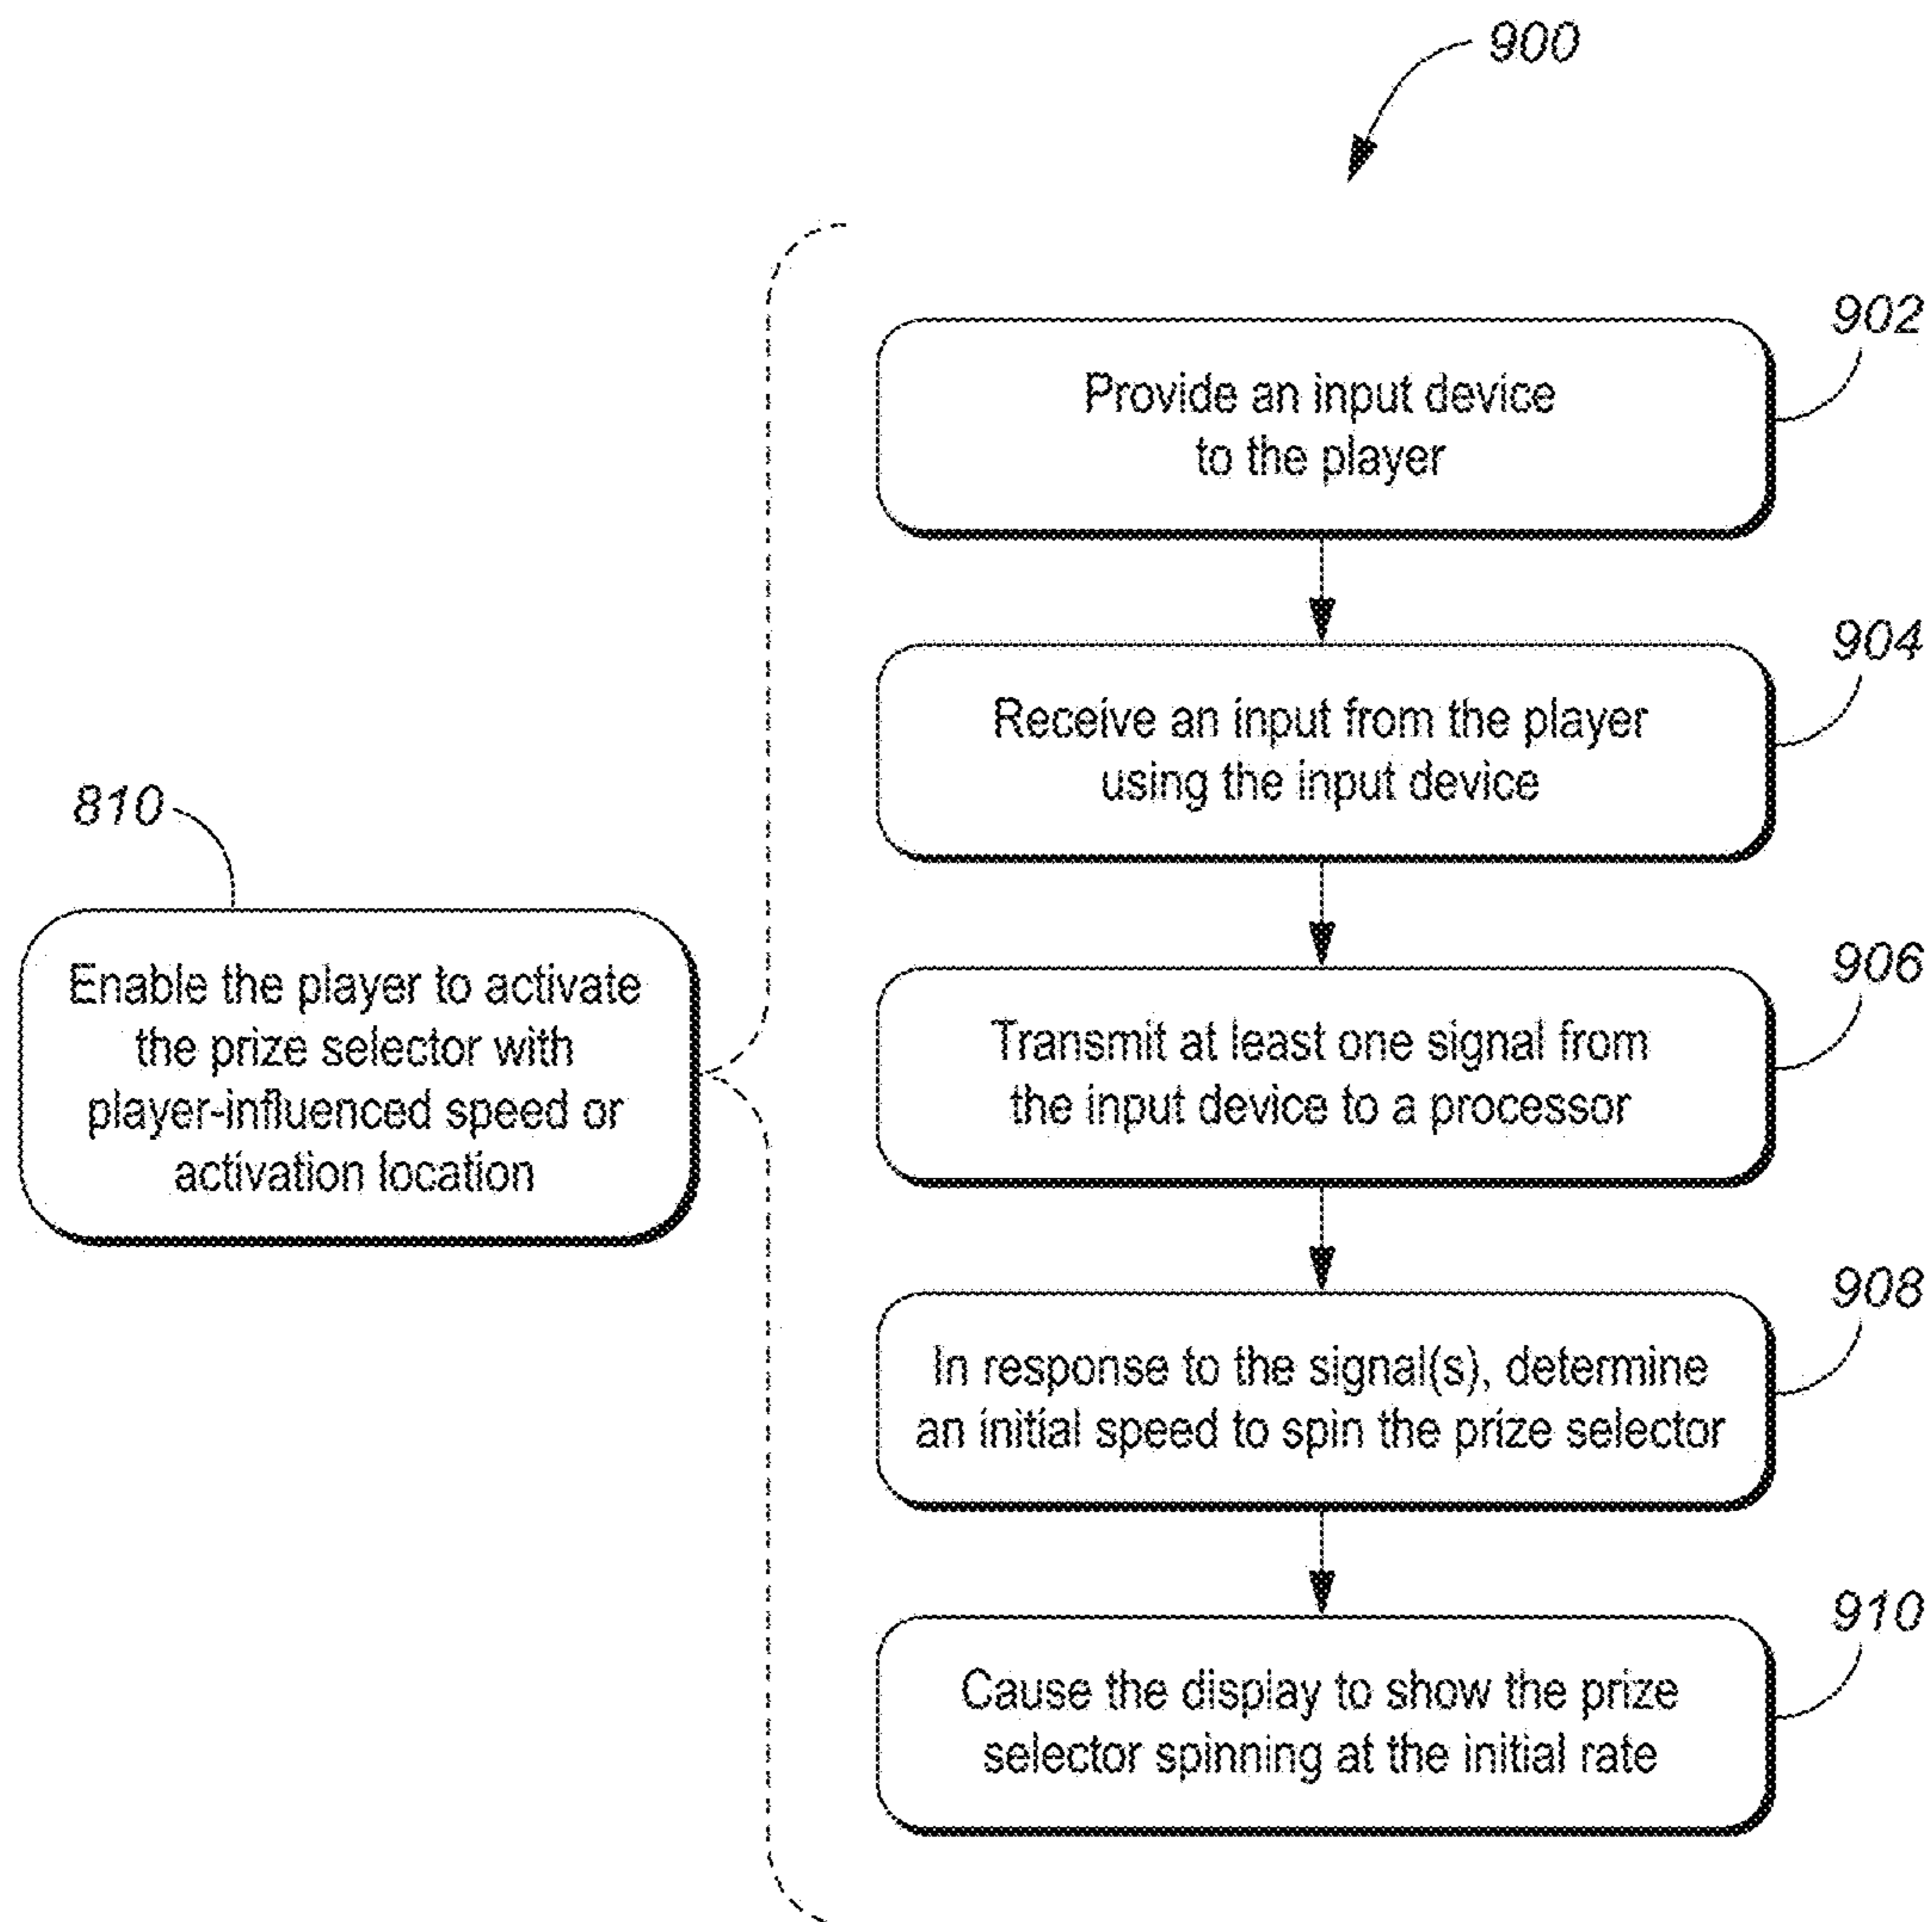 900
902
Provide an input device
to the player
904
Receive an input from the player
using the input device
810
Enable the player to activate
the prize selector with
player-influenced speed or
activation location
906
Transmit at least one signal from
the input device to a processor
908
In response to the signal(s), determine
an initial speed to spin the prize selector
910
Cause the display to show the prize
selector spinning at the initial rate